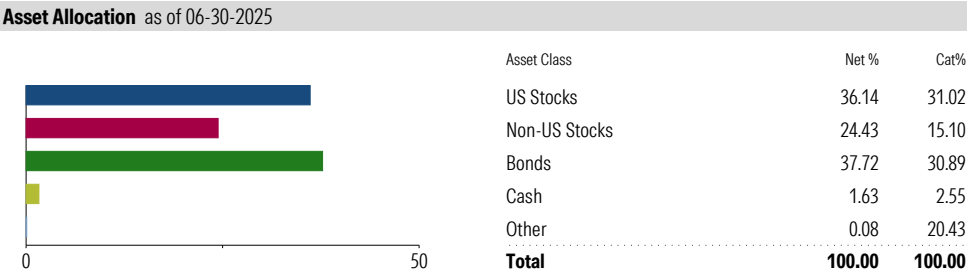 Asset Allocation as of 06-30-2025
Asset Class Net % Cat%
US Stocks 36.14 31.02
Non-US Stocks 24.43 15.10
Bonds 37.72 30.89
Cash 1.63 2.55
Other 0.08 20.43
0 50 Total 100.00 100.00